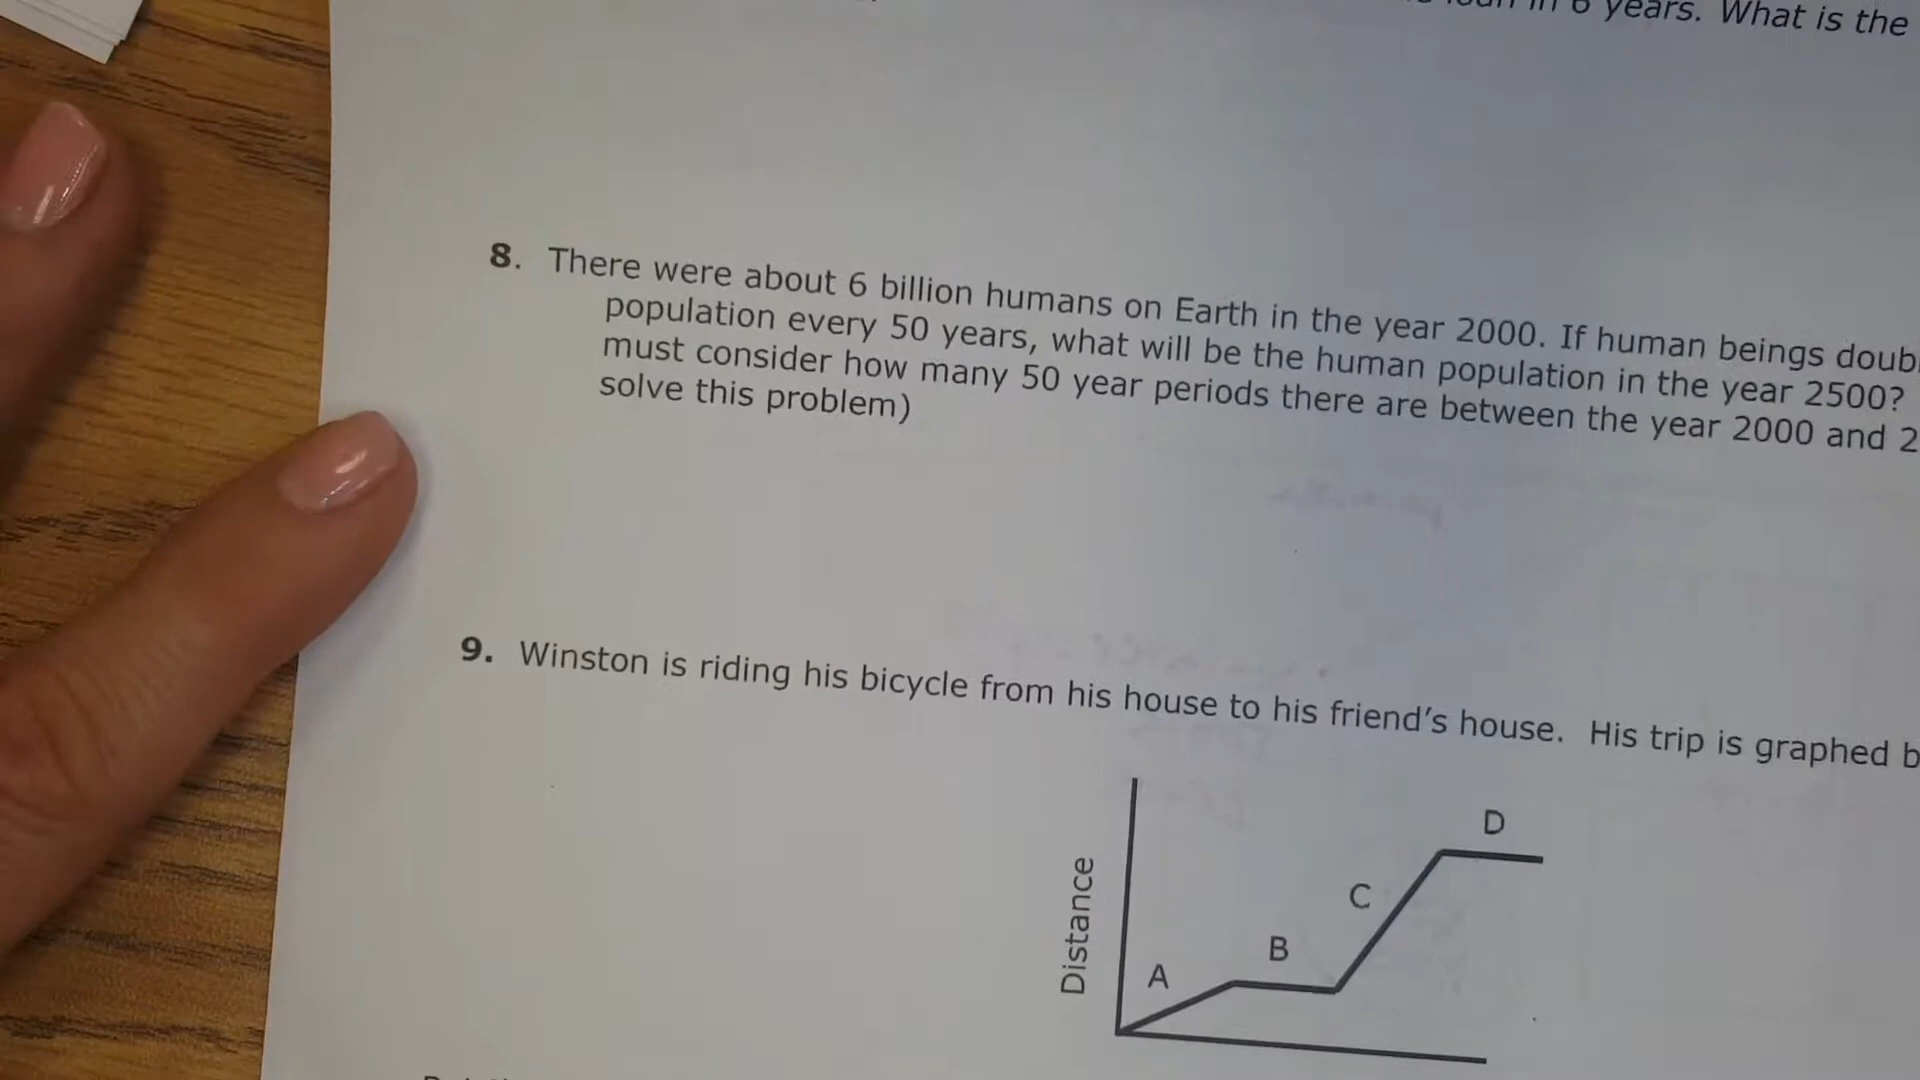 in 6 years. What is the
8. There were about 6 billion humans on Earth in the year 2000. If human beings
population every 50 years, what will be the human population in the year 2500?
must consider how many 50 year periods there are between the year 2000 and
solve this problem)
9. Winston is riding his bicycle from his house to his friend's house. His trip is graphed
D
C
B
A
Distance